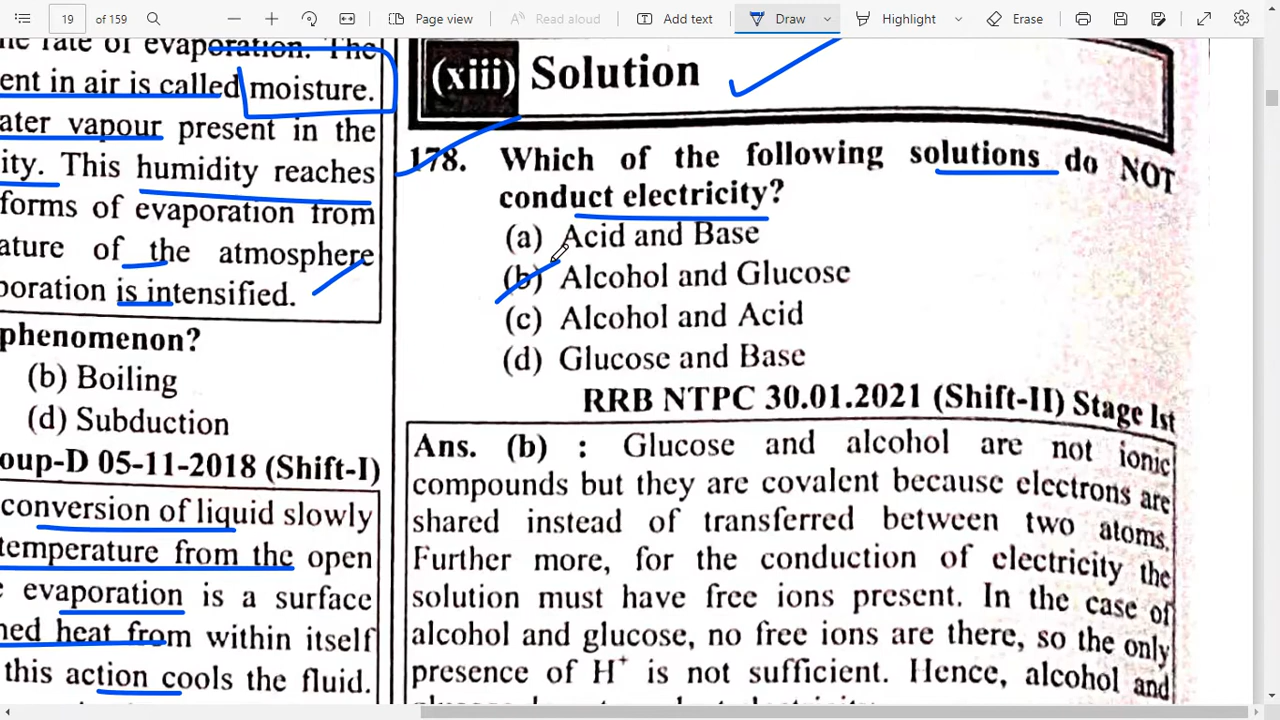 19 of 159
Page view
Read aloud
Add text
Draw
Highlight
Erase
rate of evaporation. The
ent in air is called moisture.
ater vapour present in the
ity. This humidity reaches
forms of evaporation from
ature of the atmosphere
poration is intensified.
phenomenon?
(b) Boiling
(d) Subduction
oup-D 05-11-2018 (Shift-I)
conversion of liquid slowly
temperature from the open
evaporation is a surface
ned heat from within itself
this action cools the fluid.
(xiii) Solution
178. Which of the following solutions do NOT
conduct electricity?
(a) Acid and Base
(b) Alcohol and Glucose
(c) Alcohol and Acid
(d) Glucose and Base
RRB NTPC 30.01.2021 (Shift-II) Stage Ist
Ans. (b) : Glucose and alcohol are not ionic
compounds but they are covalent because electrons are
shared instead of transferred between two atoms.
Further more, for the conduction of electricity the
solution must have free ions present. In the case of
alcohol and glucose, no free ions are there, so the only
presence of H⁺ is not sufficient. Hence, alcohol and